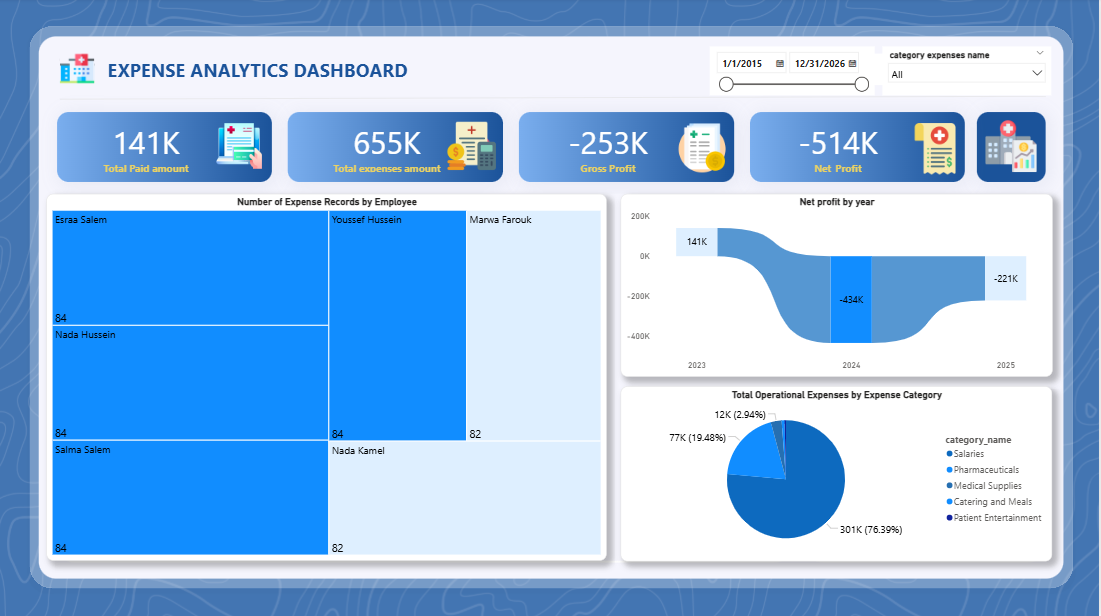 EXPENSE ANALYTICS DASHBOARD
1/1/2015 12/31/2026
category expenses name
All
141K
Total Paid amount
655K
Total expenses amount
-253K
Gross Profit
-514K
Net Profit
Number of Expense Records by Employee
Esraa Salem
84
Nada Hussein
84
Salma Salem
84
Youssef Hussein
84
Marwa Farouk
82
Nada Kamel
82
Net profit by year
200K
0K
-200K
-400K
141K
-434K
-221K
2023 2024 2025
Total Operational Expenses by Expense Category
12K (2.94%)
77K (19.48%)
301K (76.39%)
category_name
Salaries
Pharmaceuticals
Medical Supplies
Catering and Meals
Patient Entertainment